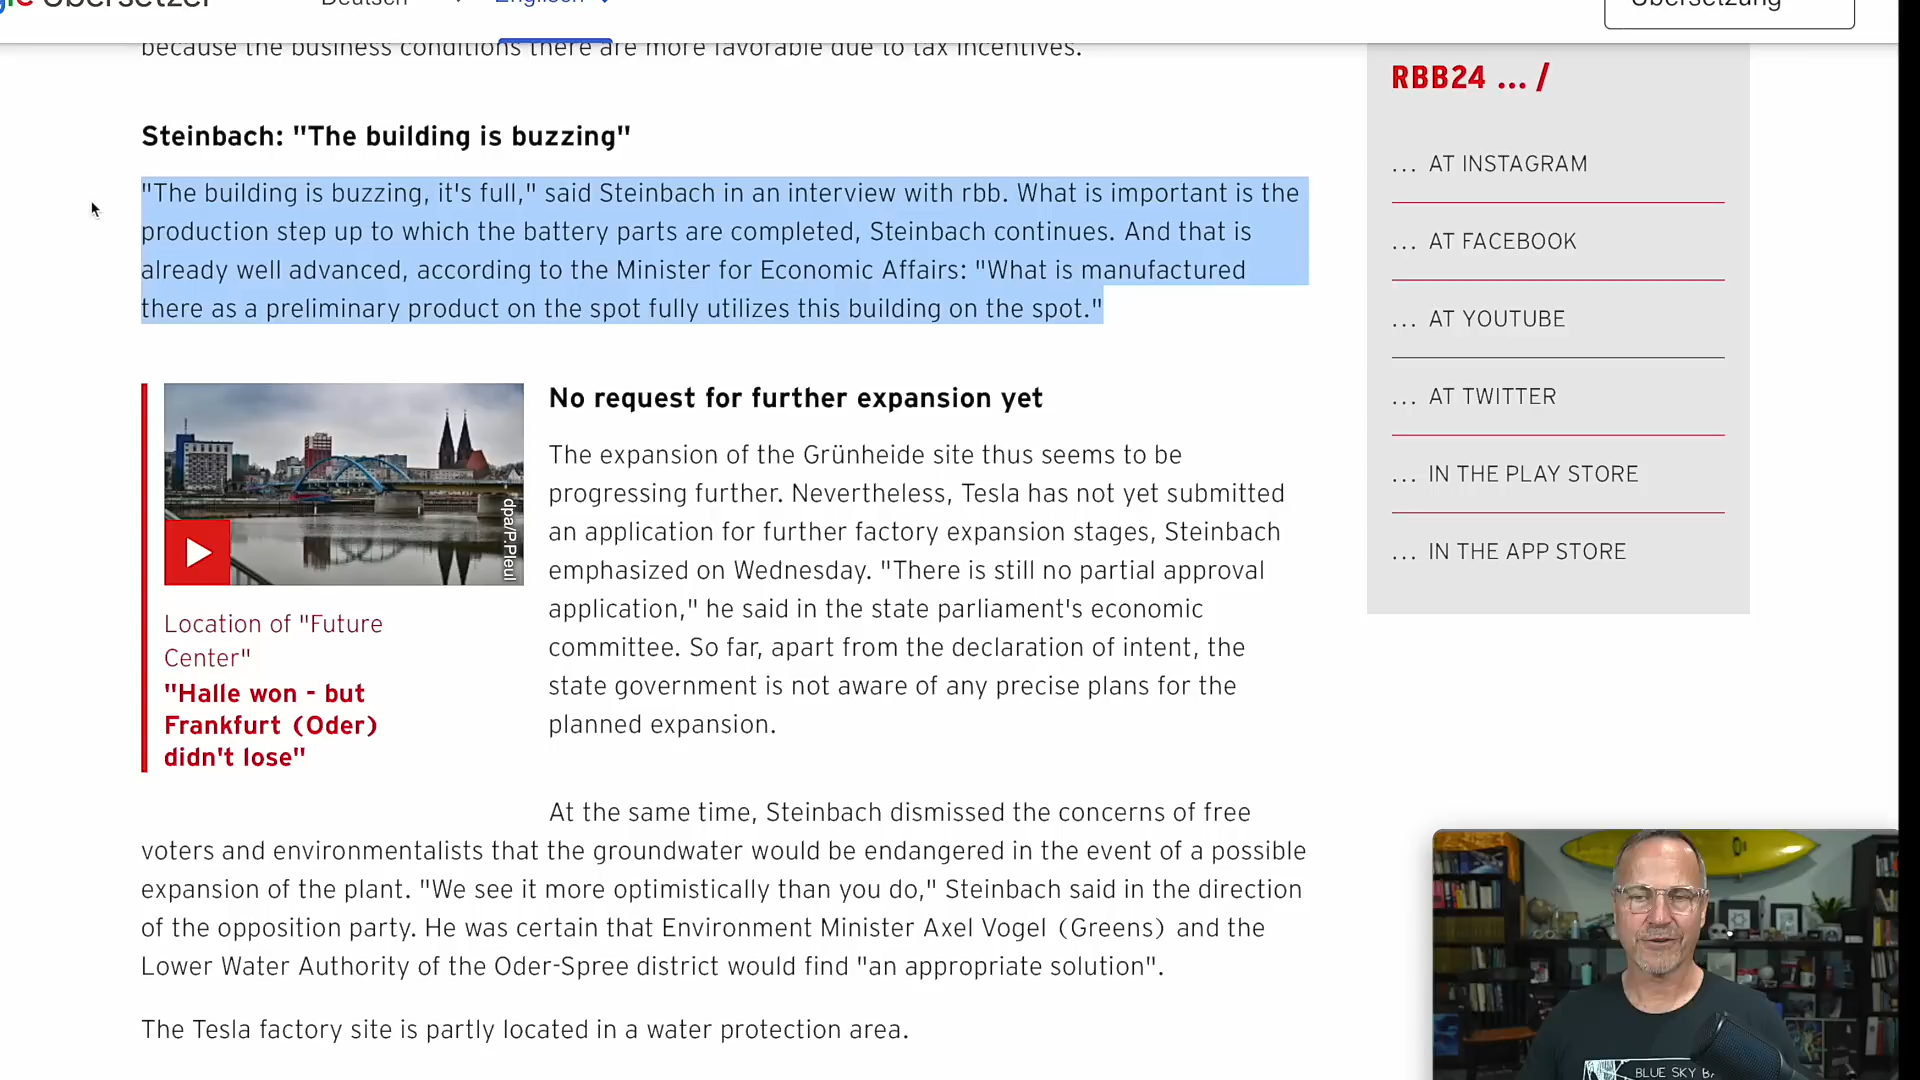 Übersetzer
Deutsch
Englisch
Übersetzung
because the business conditions there are more favorable due to tax incentives.
Steinbach: "The building is buzzing"
"The building is buzzing, it's full," said Steinbach in an interview with rbb. What is important is the
production step up to which the battery parts are completed, Steinbach continues. And that is
already well advanced, according to the Minister for Economic Affairs: "What is manufactured
there as a preliminary product on the spot fully utilizes this building on the spot."
dpa/P.Pleul
Location of "Future
Center"
"Halle won - but
Frankfurt (Oder)
didn't lose"
No request for further expansion yet
The expansion of the Grünheide site thus seems to be
progressing further. Nevertheless, Tesla has not yet submitted
an application for further factory expansion stages, Steinbach
emphasized on Wednesday. "There is still no partial approval
application," he said in the state parliament's economic
committee. So far, apart from the declaration of intent, the
state government is not aware of any precise plans for the
planned expansion.
At the same time, Steinbach dismissed the concerns of free
voters and environmentalists that the groundwater would be endangered in the event of a possible
expansion of the plant. "We see it more optimistically than you do," Steinbach said in the direction
of the opposition party. He was certain that Environment Minister Axel Vogel (Greens) and the
Lower Water Authority of the Oder-Spree district would find "an appropriate solution".
The Tesla factory site is partly located in a water protection area.
RBB24 ... /
... AT INSTAGRAM
... AT FACEBOOK
... AT YOUTUBE
... AT TWITTER
... IN THE PLAY STORE
... IN THE APP STORE
BLUE SKY